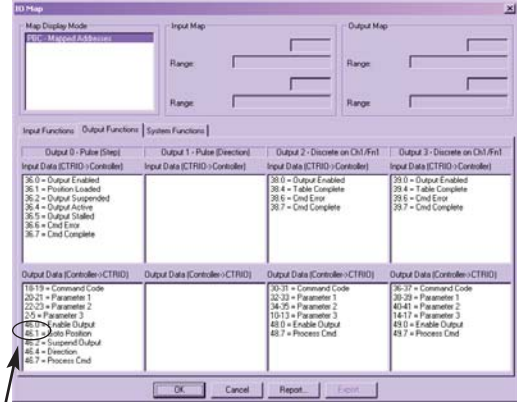 IO Map
Map Display Mode
PBC - Mapped Addresses
Input Map
Range:
Range:
Output Map
Range:
Range:
Input Functions Output Functions System Functions
Output 0 - Pulse (Step) Output 1 - Pulse (Direction) Output 2 - Discrete on Ch1/Fn1 Output 3 - Discrete on Ch1/Fn1
Input Data (CTRIO->Controller) Input Data (CTRIO->Controller) Input Data (CTRIO->Controller) Input Data (CTRIO->Controller)
36.0 = Output Enabled
36.1 = Position Loaded
36.2 = Output Suspended
36.4 = Output Active
36.5 = Output Stalled
36.6 = Cmd Error
36.7 = Cmd Complete
38.0 = Output Enabled
38.4 = Table Complete
38.6 = Cmd Error
38.7 = Cmd Complete
39.0 = Output Enabled
39.4 = Table Complete
39.6 = Cmd Error
39.7 = Cmd Complete
Output Data (Controller->CTRIO) Output Data (Controller->CTRIO) Output Data (Controller->CTRIO) Output Data (Controller->CTRIO)
18-19 = Command Code
20-21 = Parameter 1
22-23 = Parameter 2
2-5 = Parameter 3
46.0 = Enable Output
46.1 = Goto Position
46.2 = Suspend Output
46.4 = Direction
46.7 = Process Cmd
30-31 = Command Code
32-33 = Parameter 1
34-35 = Parameter 2
10-13 = Parameter 3
48.0 = Enable Output
48.7 = Process Cmd
36-37 = Command Code
38-39 = Parameter 1
40-41 = Parameter 2
14-17 = Parameter 3
49.0 = Enable Output
49.7 = Process Cmd
OK Cancel Report... Export...